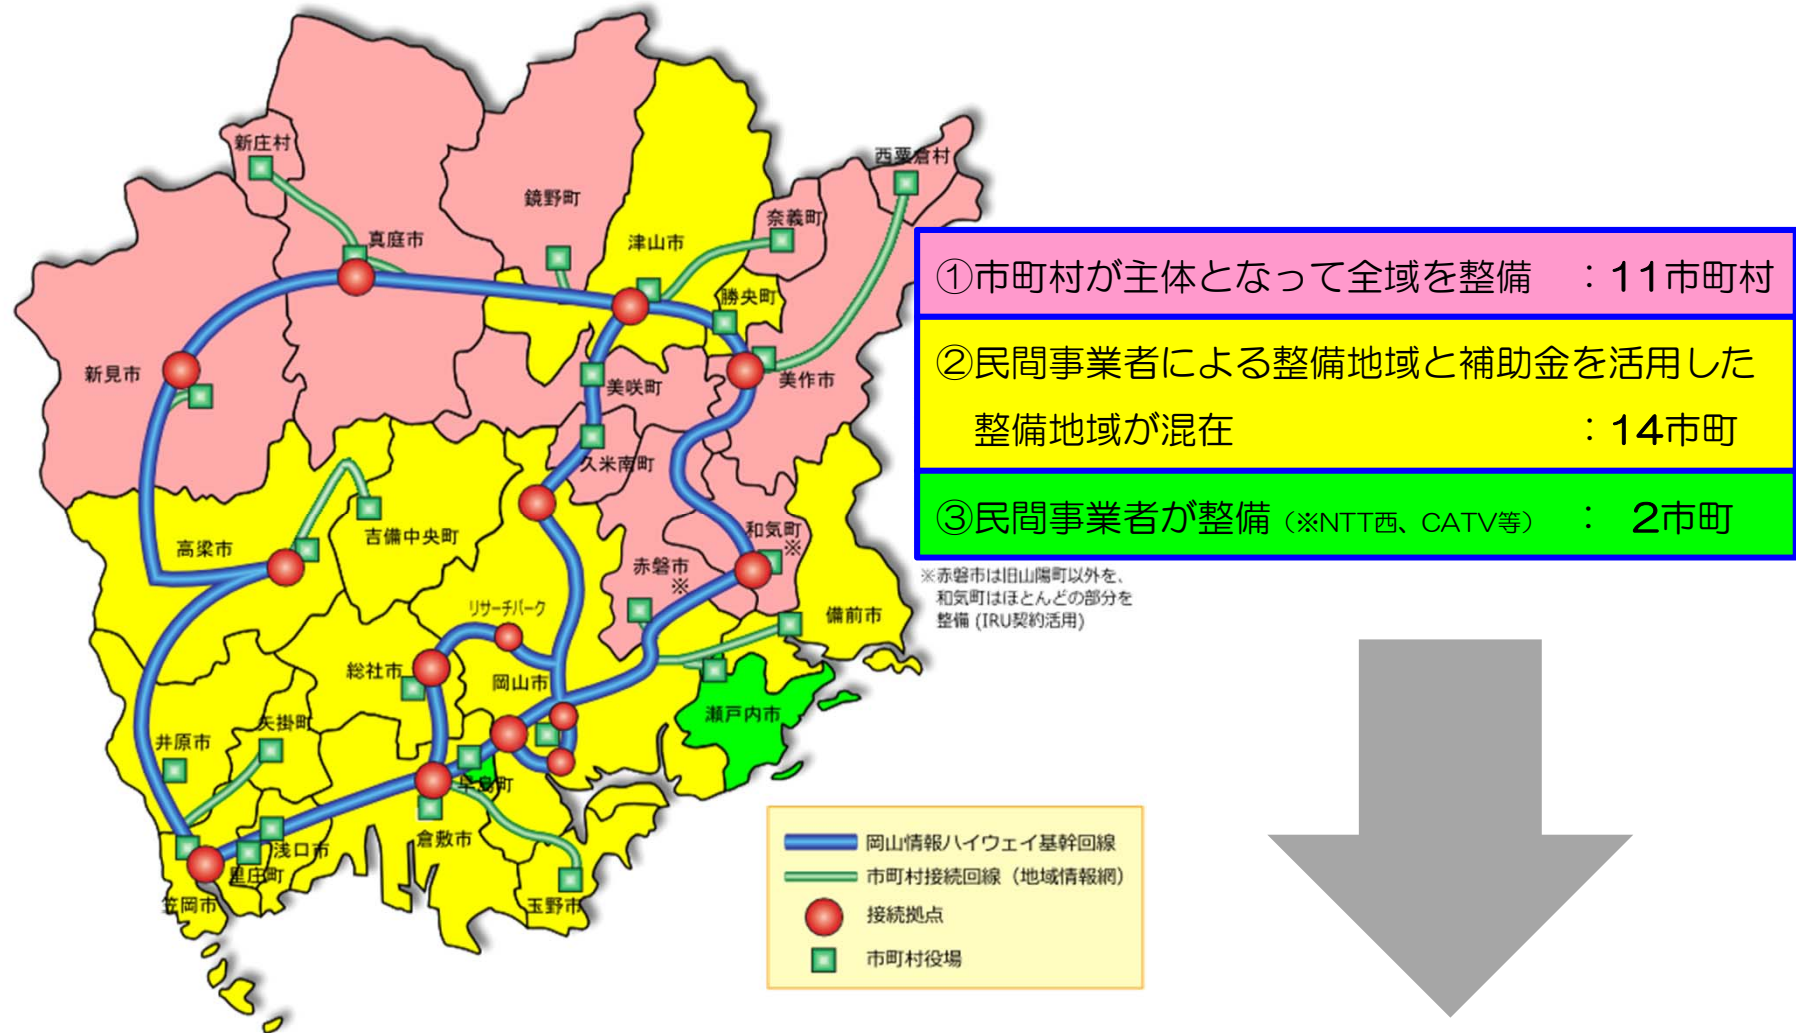 新庄村
西粟倉村
鏡野町
奈義町
真庭市
津山市
勝央町
新見市
美咲町
美作市
久米南町
和気町
※
吉備中央町
高梁市
赤磐市
※
リサーチパーク
備前市
総社市
岡山市
瀬戸内市
矢掛町
井原市
早島町
倉敷市
浅口市
里庄町
笠岡市
玉野市
①市町村が主体となって全域を整備 ：11市町村
②民間事業者による整備地域と補助金を活用した
整備地域が混在 ：14市町
③民間事業者が整備（※NTT西、CATV等） ： 2市町
※赤磐市は旧山陽町以外を、
和気町はほとんどの部分を
整備 (IRU契約活用)
岡山情報ハイウェイ基幹回線
市町村接続回線（地域情報網）
接続拠点
市町村役場